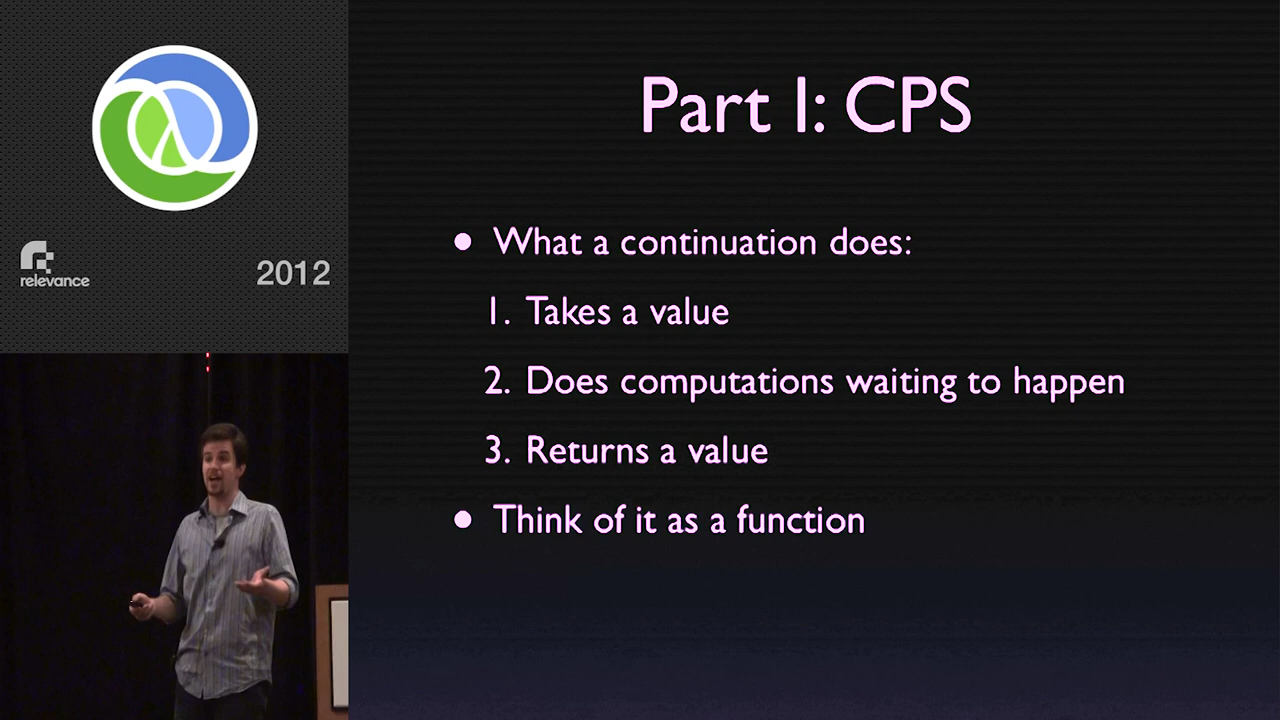 relevance
2012
Part 1: CPS
• What a continuation does:
1. Takes a value
2. Does computations waiting to happen
3. Returns a value
• Think of it as a function